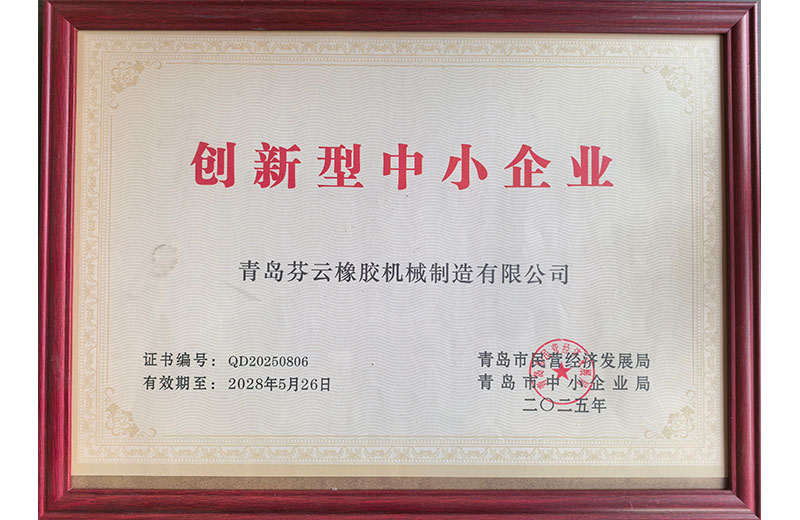 创新型中小企业
青岛芬云橡胶机械制造有限公司
证书编号：QD20250806
有效期至：2028年5月26日
青岛市民营经济发展局
青岛市中小企业局
二〇二五年